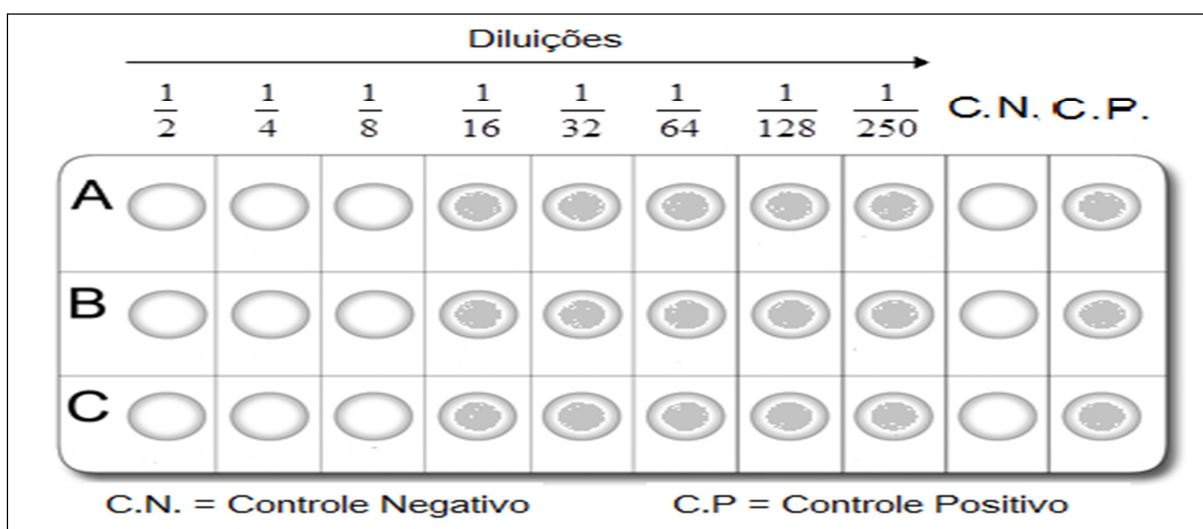 Diluições
1/2 1/4 1/8 1/16 1/32 1/64 1/128 1/250 C.N. C.P.
A
B
C
C.N. = Controle Negativo C.P = Controle Positivo